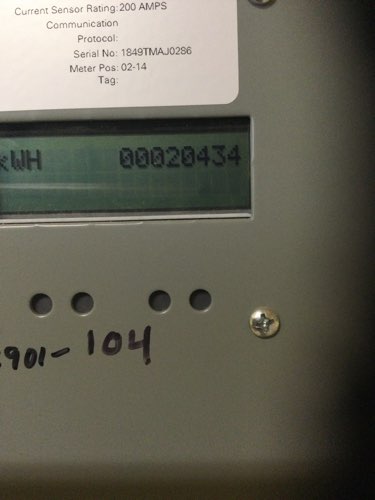 Current Sensor Rating:200 AMPS
Communication
Protocol:
Serial No: 1849TMAJ0286
Meter Pos: 02-14
Tag:
kWH 00020434
901-104